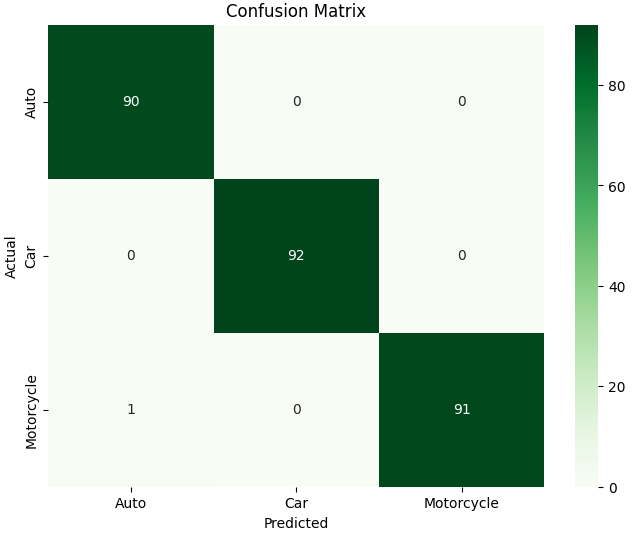 Confusion Matrix
Actual
Auto
90 0 0
Car
0 92 0
Motorcycle
1 0 91
Auto Car Motorcycle
Predicted
80
60
40
20
0